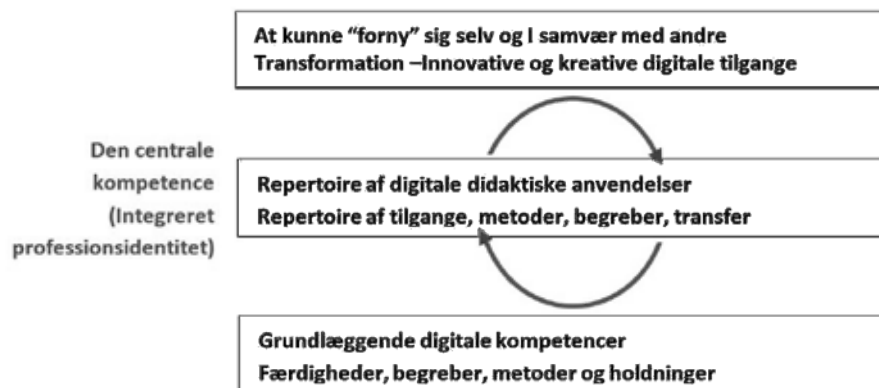 At kunne “forny” sig selv og I samvær med andre
Transformation –Innovative og kreative digitale tilgange
Den centrale
kompetence
(Integreret
professionsidentitet)
Repertoire af digitale didaktiske anvendelser
Repertoire af tilgange, metoder, begreber, transfer
Grundlæggende digitale kompetencer
Færdigheder, begreber, metoder og holdninger